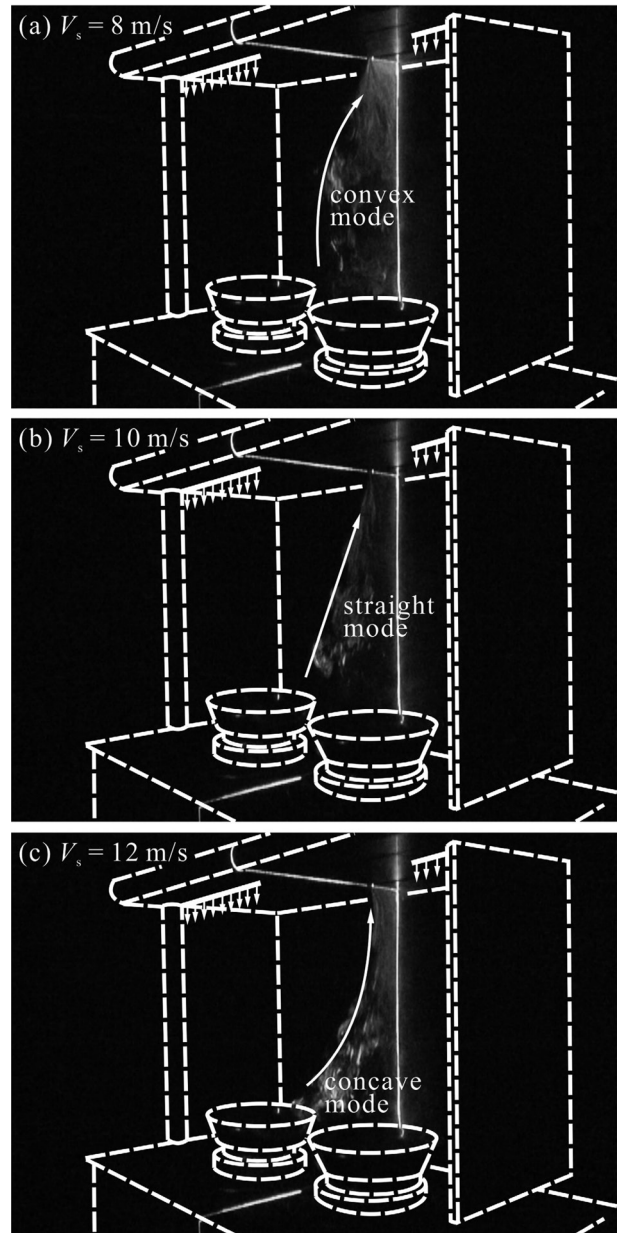 (a) Vₛ = 8 m/s
convex
mode
(b) Vₛ = 10 m/s
straight
mode
(c) Vₛ = 12 m/s
concave
mode